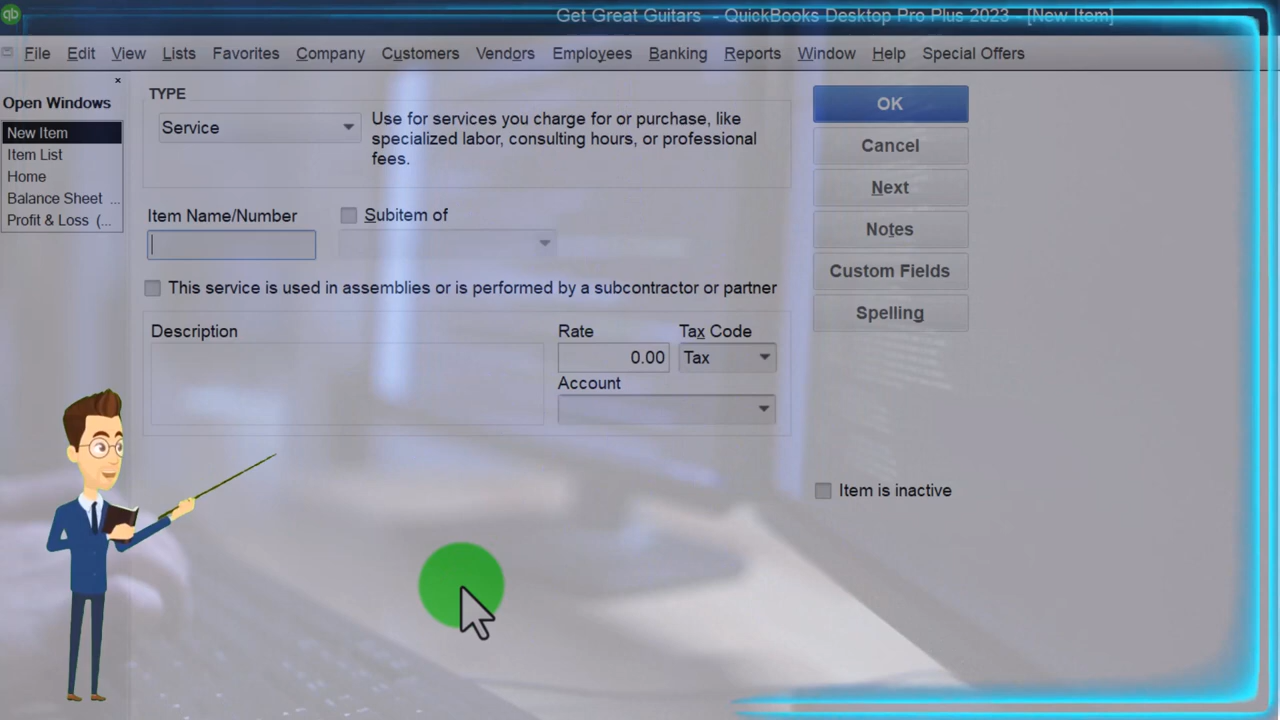 qb
Get Great Guitars - QuickBooks Desktop Pro Plus 2023 - [New Item]
File Edit View Lists Favorites Company Customers Vendors Employees Banking Reports Window Help Special Offers
Open Windows
New Item
Item List
Home
Balance Sheet ...
Profit & Loss (...
TYPE
Service
Use for services you charge for or purchase, like
specialized labor, consulting hours, or professional
fees.
Item Name/Number
Subitem of
This service is used in assemblies or is performed by a subcontractor or partner
Description
Rate
Tax Code
0.00
Tax
Account
OK
Cancel
Next
Notes
Custom Fields
Spelling
Item is inactive